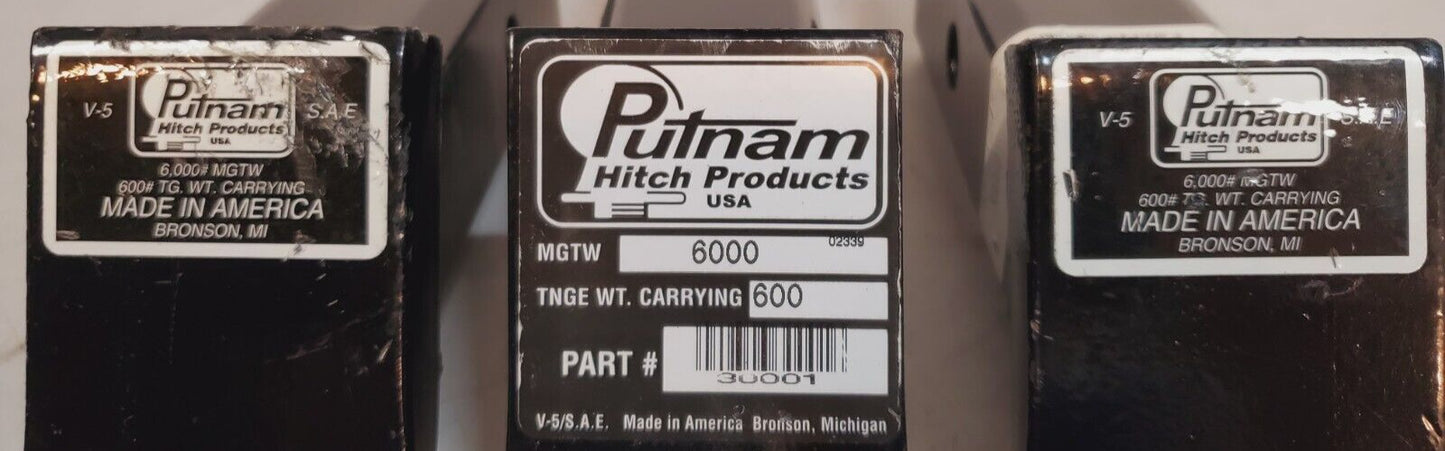 V-5
Putnam
S.A.E
Hitch Products
USA
6,000# MGTW
600# TG. WT. CARRYING
MADE IN AMERICA
BRONSON, MI
Putnam
Hitch Products
USA
MGTW 6000 02339
TNGE WT. CARRYING 600
PART # 30001
V-5/S.A.E. Made in America Bronson, Michigan
V-5
Putnam
S.A.E
Hitch Products
USA
6,000# MGTW
600# TG. WT. CARRYING
MADE IN AMERICA
BRONSON, MI